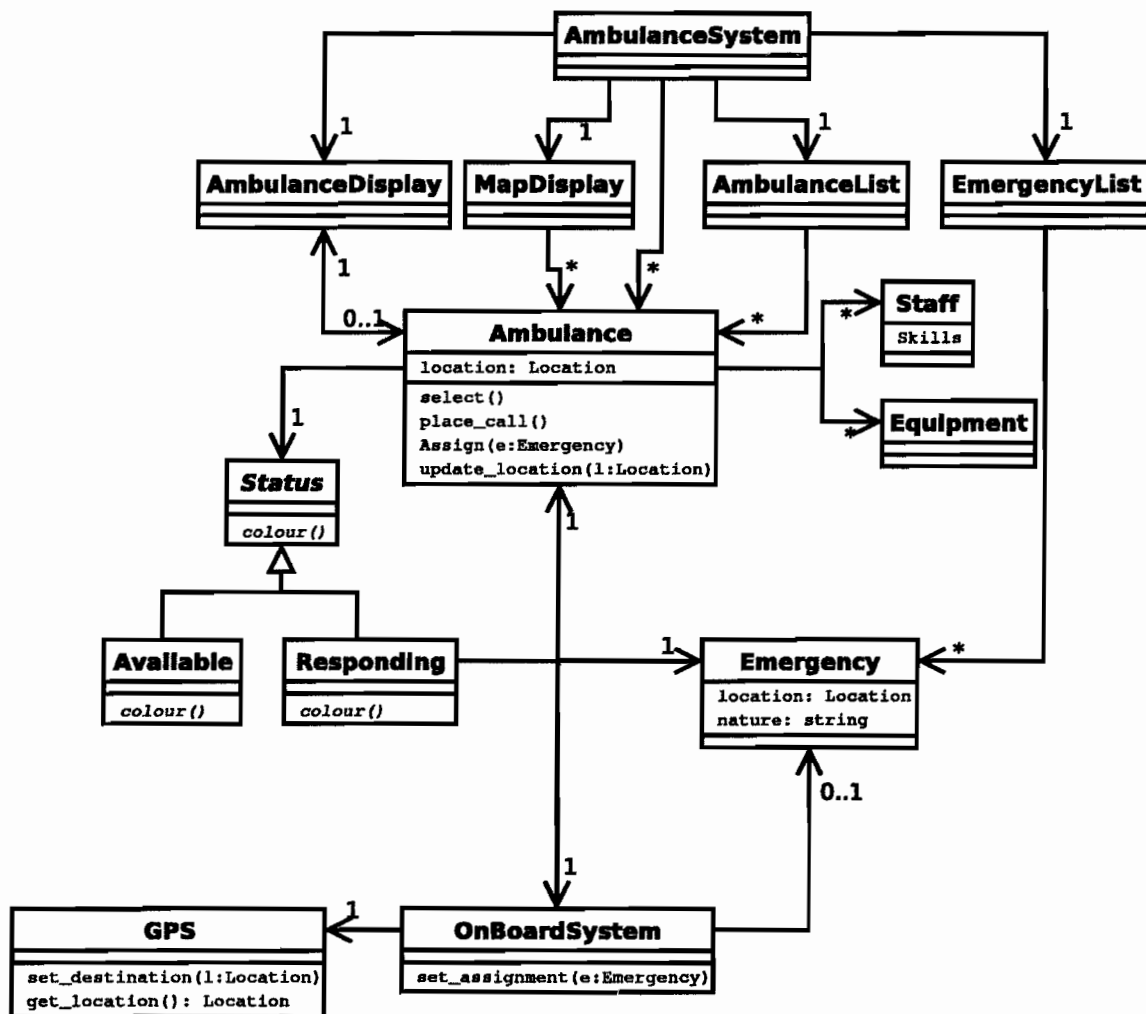 AmbulanceSystem
1
1
1
1
AmbulanceDisplay
MapDisplay
AmbulanceList
EmergencyList
1
*
*
0..1
*
Ambulance
location: Location
select()
place_call()
Assign(e:Emergency)
update_location(l:Location)
*
Staff
Skills
*
Equipment
1
Status
colour()
1
Available
colour()
Responding
colour()
1
*
Emergency
location: Location
nature: string
0..1
1
1
GPS
set_destination(l:Location)
get_location(): Location
OnBoardSystem
set_assignment(e:Emergency)